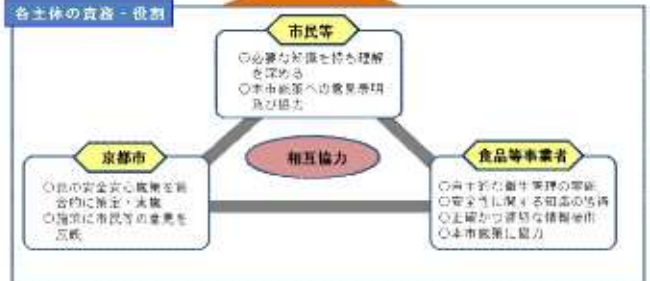 各主体の責務・役割
市民等
○必要な知識を持ち理解
を深める
○本市施策への意見表明
及び協力
京都市
○食の安全安心施策を総
合的に策定・実施
○施策に市民等の意見を
反映
相互協力
食品等事業者
○自主的な衛生管理の実施
○安全性に関する知識の習得
○正確かつ適切な情報提供
○本市施策に協力